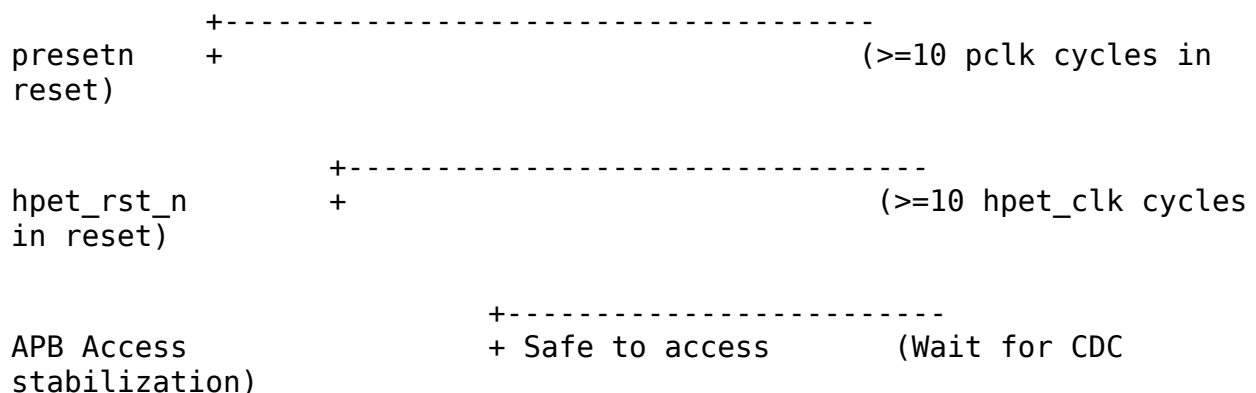 +------------------------------------
presetn + (>=10 pclk cycles in
reset)
+---------------------------------
hpet_rst_n + (>=10 hpet_clk cycles
in reset)
+-------------------------
APB Access + Safe to access (Wait for CDC
stabilization)